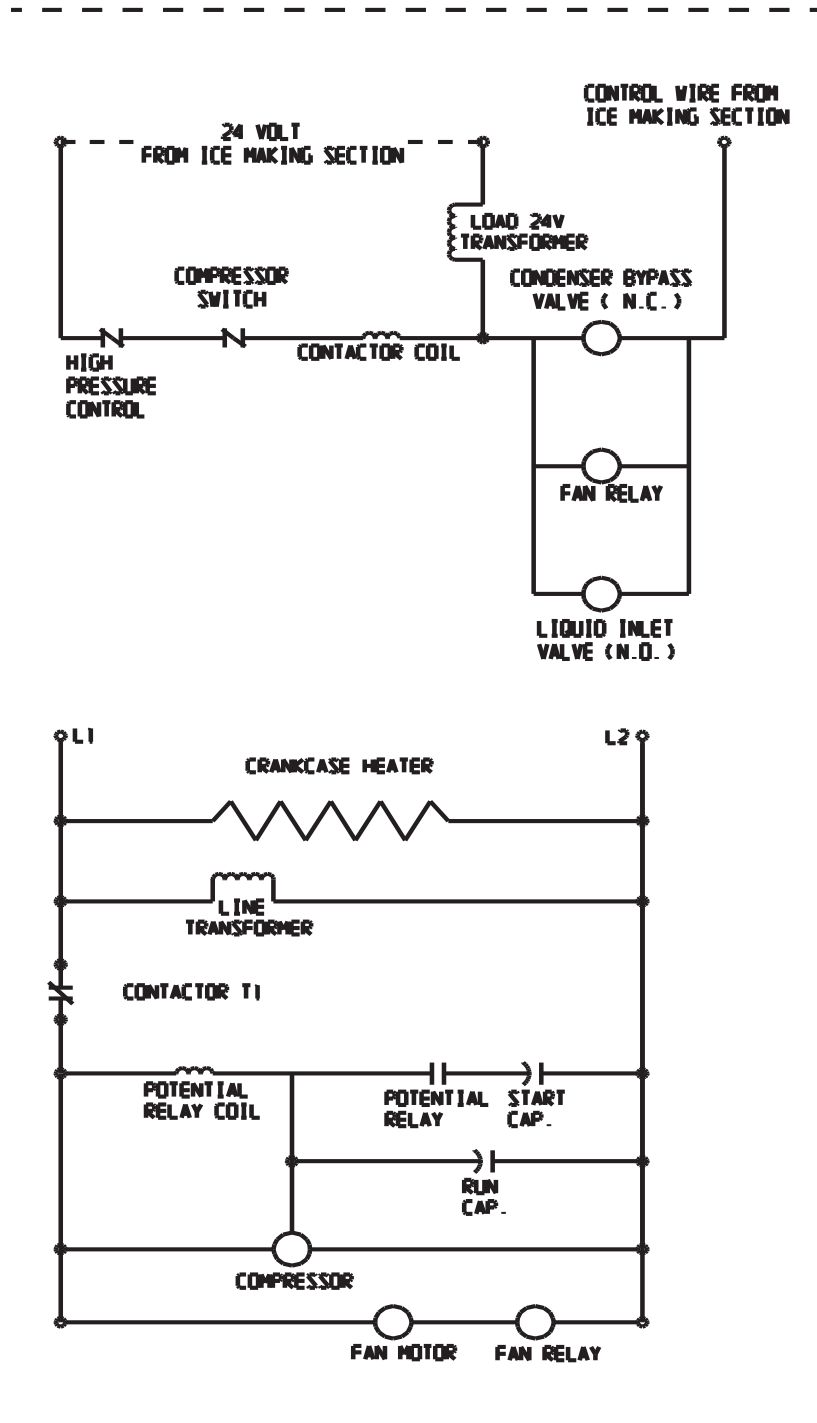 CONTROL WIRE FROM
ICE MAKING SECTION
24 VOLT
FROM ICE MAKING SECTION
LOAD 24V
TRANSFORMER
COMPRESSOR
SWITCH
CONDENSER BYPASS
VALVE ( N.C. )
CONTACTOR COIL
HIGH
PRESSURE
CONTROL
FAN RELAY
LIQUID INLET
VALVE (N.O. )
L1
L2
CRANKCASE HEATER
LINE
TRANSFORMER
CONTACTOR T1
POTENTIAL
RELAY COIL
POTENTIAL
RELAY
START
CAP.
RUN
CAP.
COMPRESSOR
FAN MOTOR
FAN RELAY